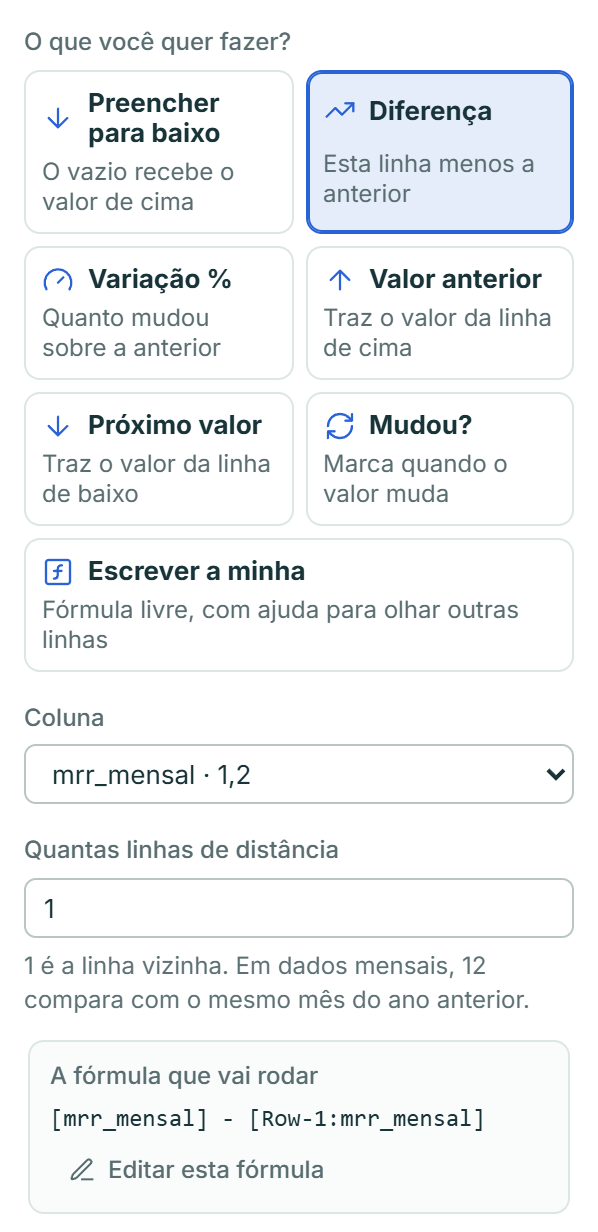 O que você quer fazer?
Preencher
para baixo
O vazio recebe o
valor de cima
Diferença
Esta linha menos a
anterior
Variação %
Quanto mudou
sobre a anterior
Valor anterior
Traz o valor da linha
de cima
Próximo valor
Traz o valor da linha
de baixo
Mudou?
Marca quando o
valor muda
Escrever a minha
Fórmula livre, com ajuda para olhar outras
linhas
Coluna
mrr_mensal · 1,2
Quantas linhas de distância
1
1 é a linha vizinha. Em dados mensais, 12
compara com o mesmo mês do ano anterior.
A fórmula que vai rodar
[mrr_mensal] - [Row-1:mrr_mensal]
Editar esta fórmula